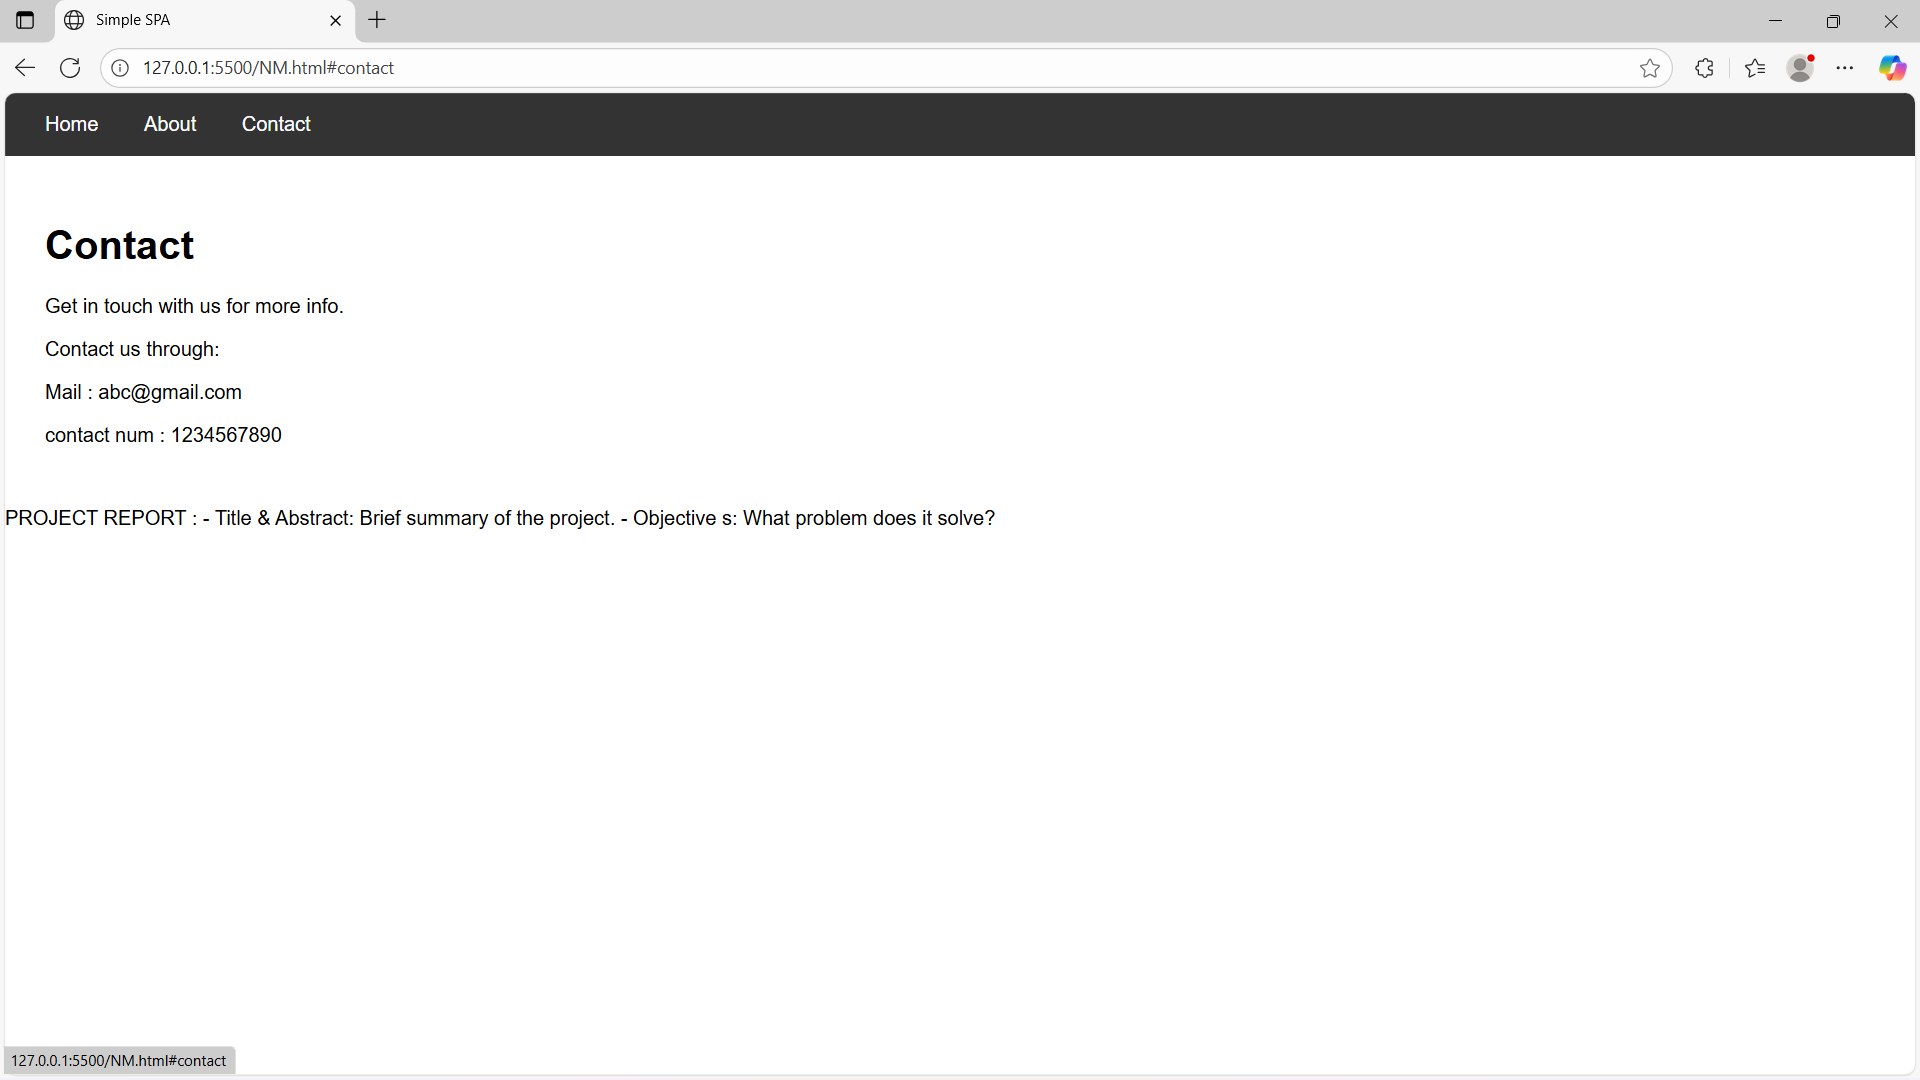 Simple SPA
127.0.0.1:5500/NM.html#contact
Home About Contact
Contact
Get in touch with us for more info.
Contact us through:
Mail : abc@gmail.com
contact num : 1234567890
PROJECT REPORT : - Title & Abstract: Brief summary of the project. - Objective s: What problem does it solve?
127.0.0.1:5500/NM.html#contact